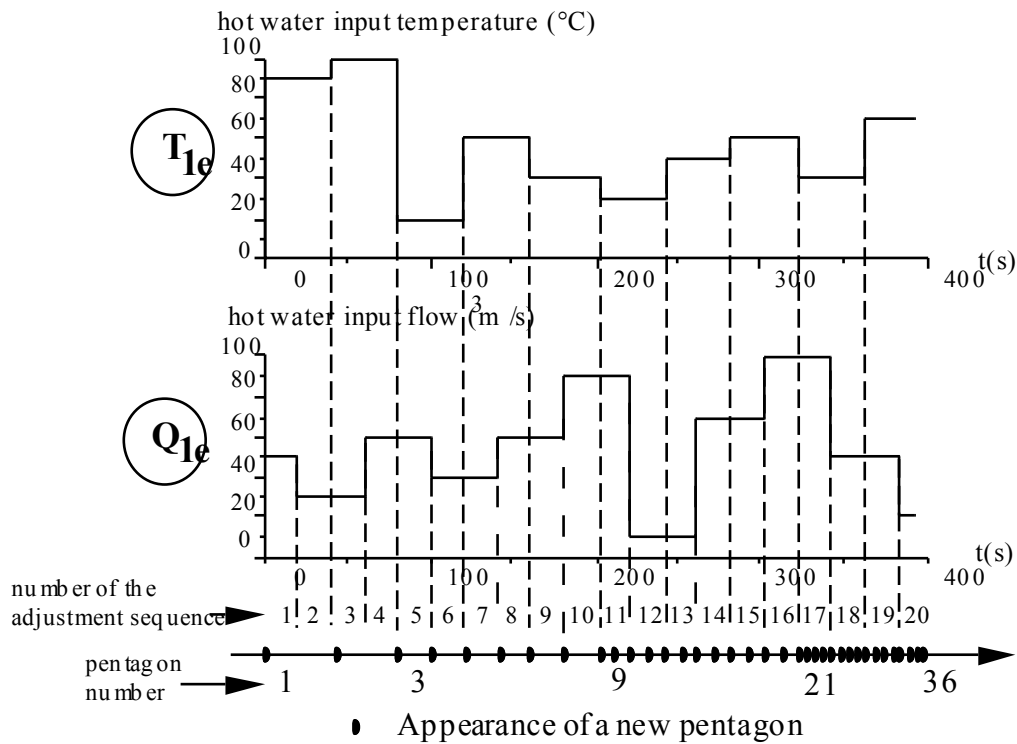 hot water input temperature (°C)
100
80
60
40
20
0
T1e
0 100 200 300 400
t(s)
hot water input flow (3m /s)
100
80
60
40
20
0
Q1e
t(s)
0 100 200 300 400
number of the
adjustment sequence
1 2 3 4 5 6 7 8 9 10 11 12 13 14 15 16 17 18 19 20
pentagon
number
1 3 9 21 36
Appearance of a new pentagon